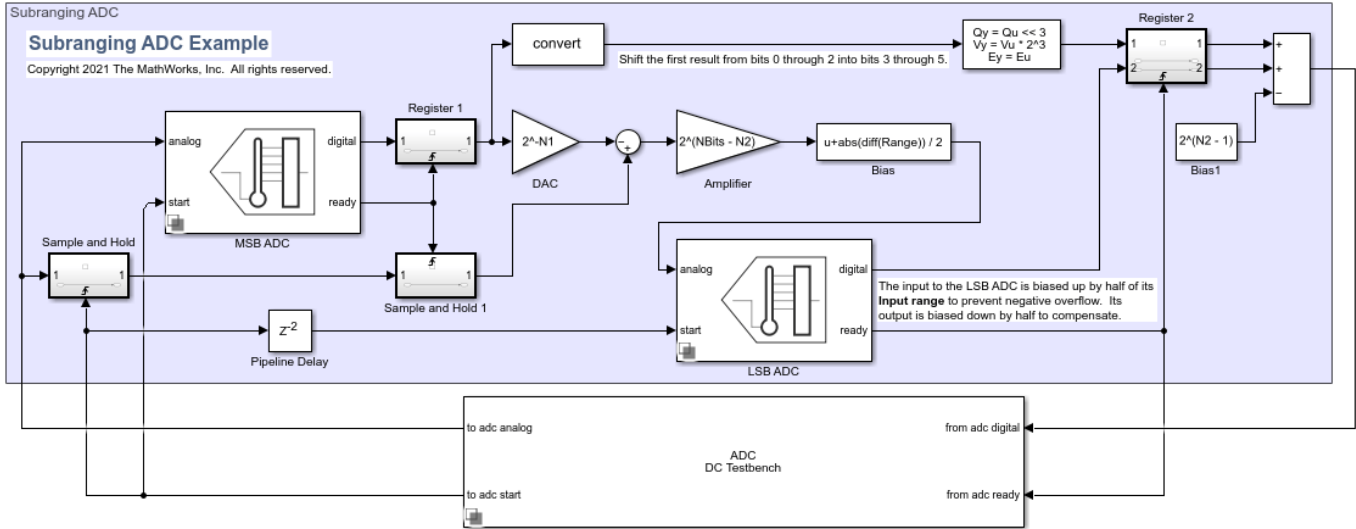 Subranging ADC
Subranging ADC Example
Copyright 2021 The MathWorks, Inc.  All rights reserved.
convert
Shift the first result from bits 0 through 2 into bits 3 through 5.
Qy = Qu << 3
Vy = Vu * 2^3
Ey = Eu
Register 2
1
2
1
2
+
+
−
2^(N2 - 1)
Bias1
analog
start
digital
ready
MSB ADC
Register 1
1
1
2^-N1
DAC
−
+
2^(NBits - N2)
Amplifier
u+abs(diff(Range)) / 2
Bias
Sample and Hold
1
1
1
1
Sample and Hold 1
z-2
Pipeline Delay
analog
start
digital
ready
LSB ADC
The input to the LSB ADC is biased up by half of its
Input range to prevent negative overflow.  Its
output is biased down by half to compensate.
to adc analog
to adc start
ADC
DC Testbench
from adc digital
from adc ready